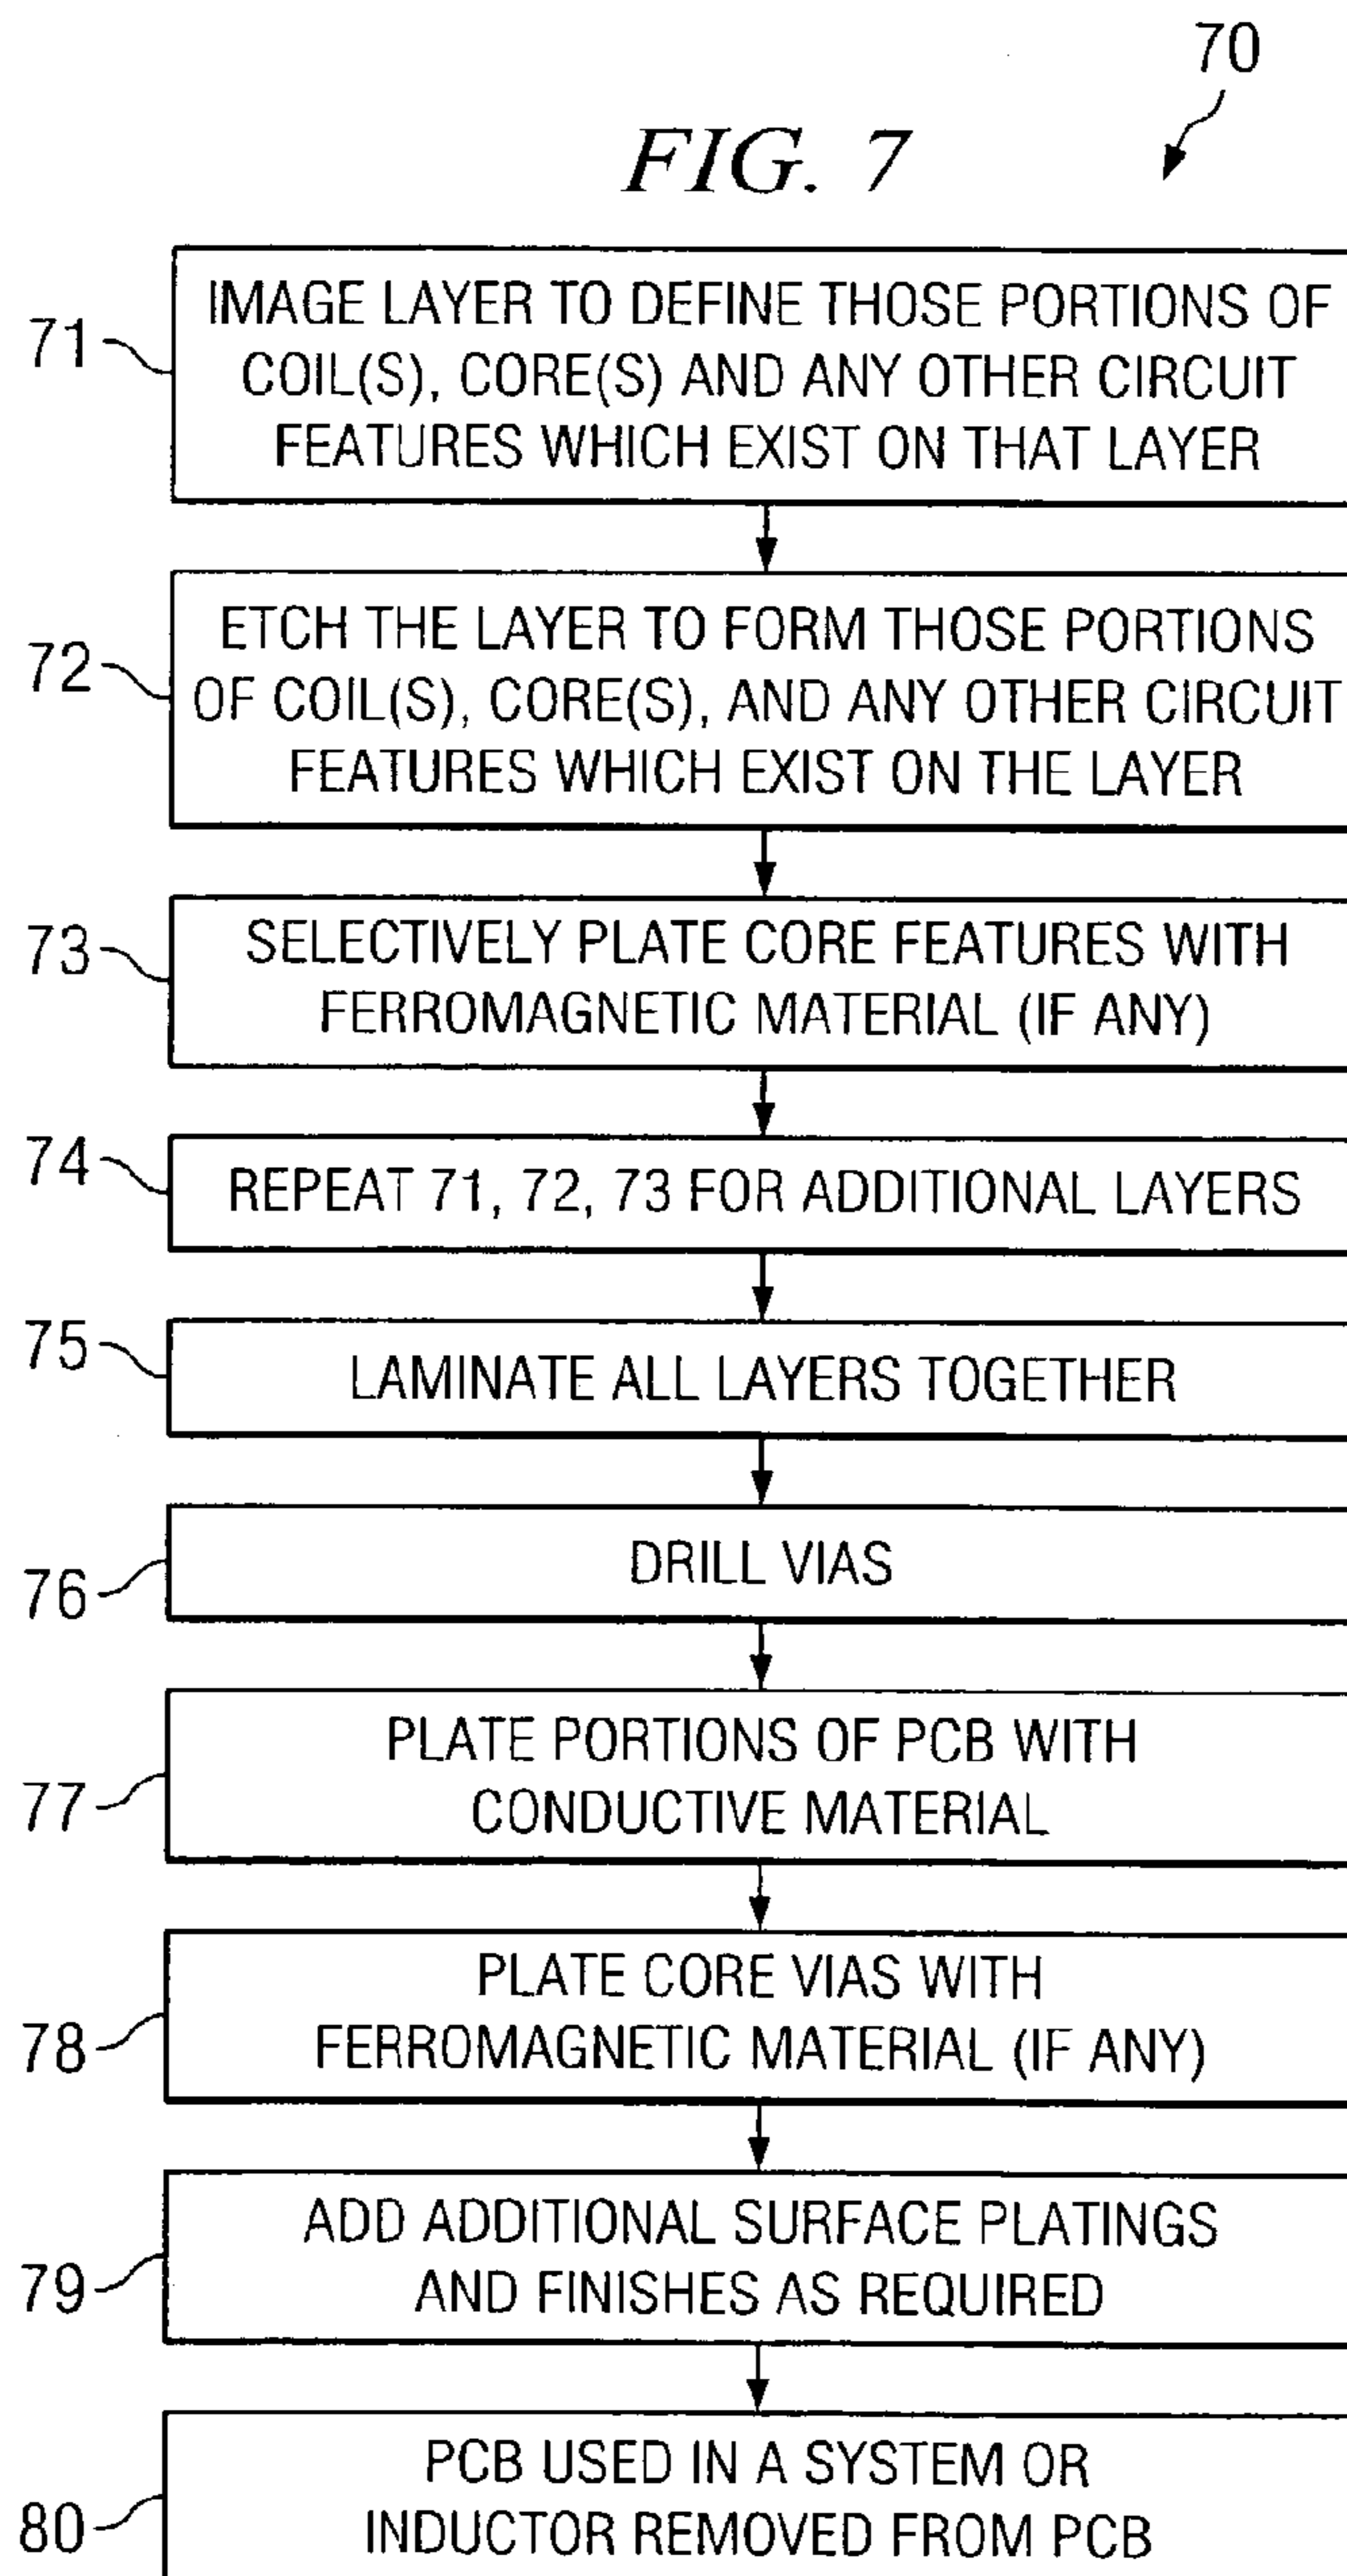 70
FIG. 7
71
IMAGE LAYER TO DEFINE THOSE PORTIONS OF
COIL(S), CORE(S) AND ANY OTHER CIRCUIT
FEATURES WHICH EXIST ON THAT LAYER
72
ETCH THE LAYER TO FORM THOSE PORTIONS
OF COIL(S), CORE(S), AND ANY OTHER CIRCUIT
FEATURES WHICH EXIST ON THE LAYER
73
SELECTIVELY PLATE CORE FEATURES WITH
FERROMAGNETIC MATERIAL (IF ANY)
74
REPEAT 71, 72, 73 FOR ADDITIONAL LAYERS
75
LAMINATE ALL LAYERS TOGETHER
76
DRILL VIAS
77
PLATE PORTIONS OF PCB WITH
CONDUCTIVE MATERIAL
78
PLATE CORE VIAS WITH
FERROMAGNETIC MATERIAL (IF ANY)
79
ADD ADDITIONAL SURFACE PLATINGS
AND FINISHES AS REQUIRED
80
PCB USED IN A SYSTEM OR
INDUCTOR REMOVED FROM PCB